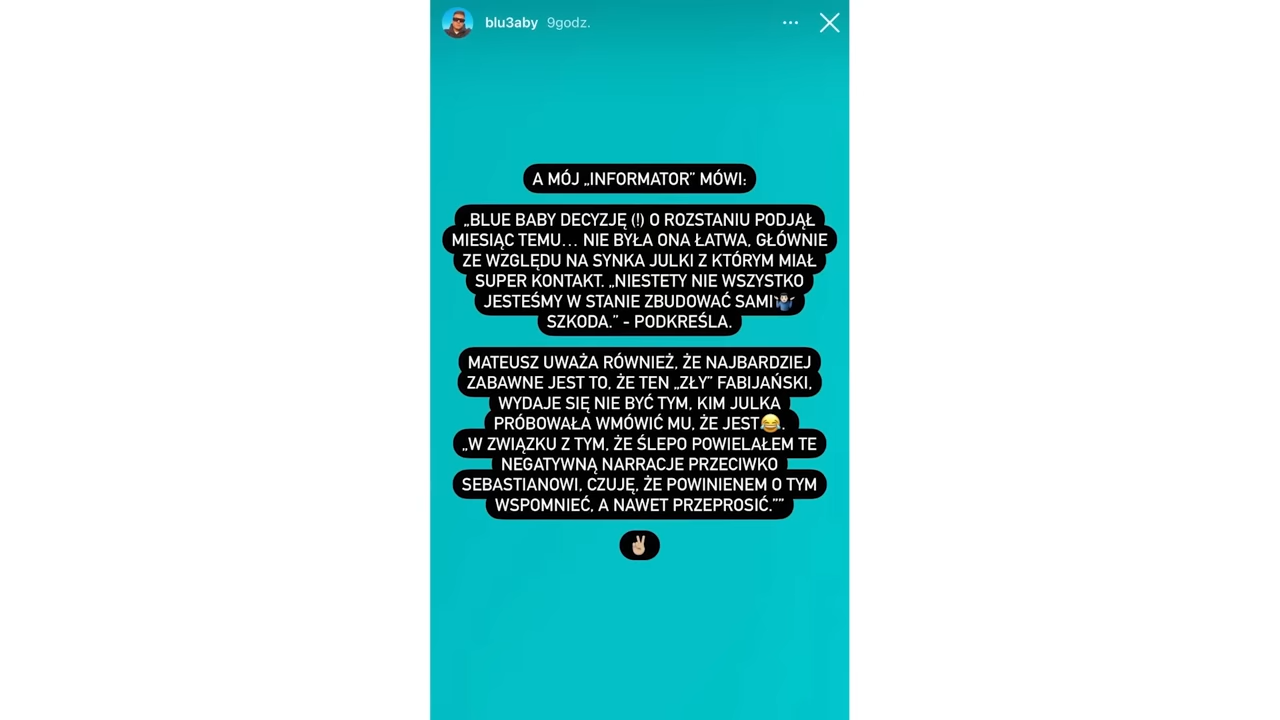 blu3aby 9godz.
A MÓJ „INFORMATOR” MÓWI:
„BLUE BABY DECYZJĘ (!) O ROZSTANIU PODJĄŁ
MIESIĄC TEMU... NIE BYŁA ONA ŁATWA, GŁÓWNIE
ZE WZGLĘDU NA SYNKA JULKI Z KTÓRYM MIAŁ
SUPER KONTAKT. „NIESTETY NIE WSZYSTKO
JESTEŚMY W STANIE ZBUDOWAĆ SAMI🤷🏻‍♂️
SZKODA.” - PODKREŚLA.
MATEUSZ UWAŻA RÓWNIEŻ, ŻE NAJBARDZIEJ
ZABAWNE JEST TO, ŻE TEN „ZŁY” FABIJAŃSKI,
WYDAJE SIĘ NIE BYĆ TYM, KIM JULKA
PRÓBOWAŁA WMÓWIĆ MU, ŻE JEST😂.
„W ZWIĄZKU Z TYM, ŻE ŚLEPO POWIELAŁEM TE
NEGATYWNĄ NARRACJE PRZECIWKO
SEBASTIANOWI, CZUJĘ, ŻE POWINIENEM O TYM
WSPOMNIEĆ, A NAWET PRZEPROSIĆ.””
✌🏼